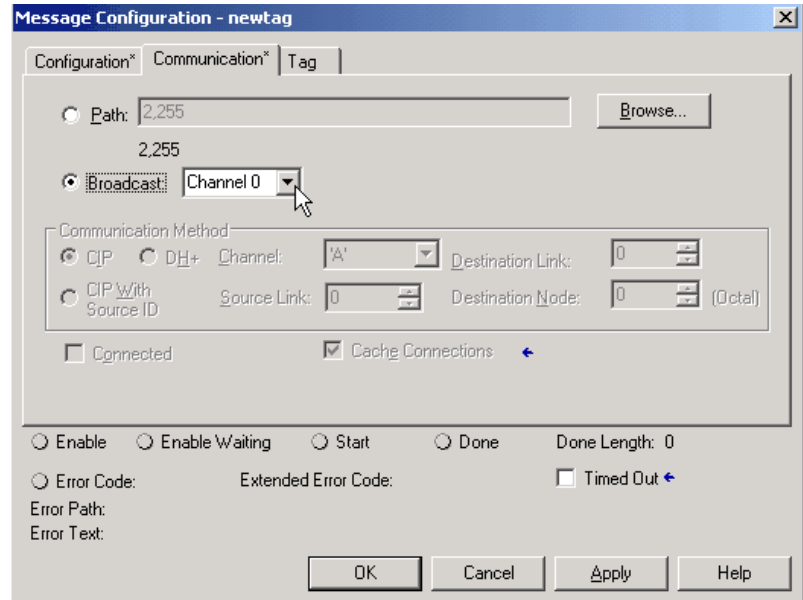 Message Configuration - newtag
Configuration* Communication* Tag
Path: 2,255 Browse...
2,255
Broadcast: Channel 0
Communication Method
CIP DH+ Channel: 'A' Destination Link: 0
CIP With Source ID Source Link: 0 Destination Node: 0 (Octal)
Connected Cache Connections
Enable Enable Waiting Start Done Done Length: 0
Error Code: Extended Error Code: Timed Out
Error Path:
Error Text:
OK Cancel Apply Help